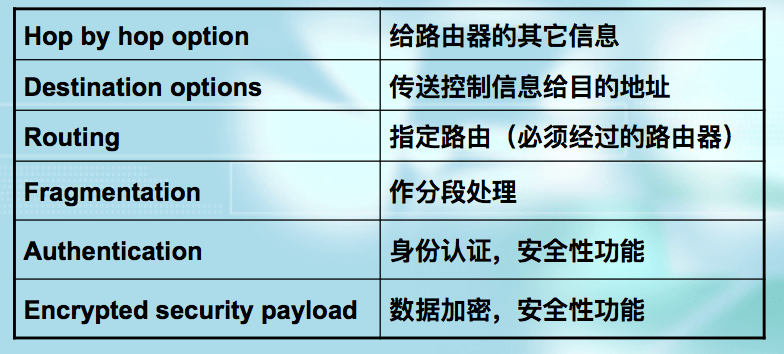 Hop by hop option 给路由器的其它信息
Destination options 传送控制信息给目的地址
Routing 指定路由（必须经过的路由器）
Fragmentation 作分段处理
Authentication 身份认证，安全性功能
Encrypted security payload 数据加密，安全性功能